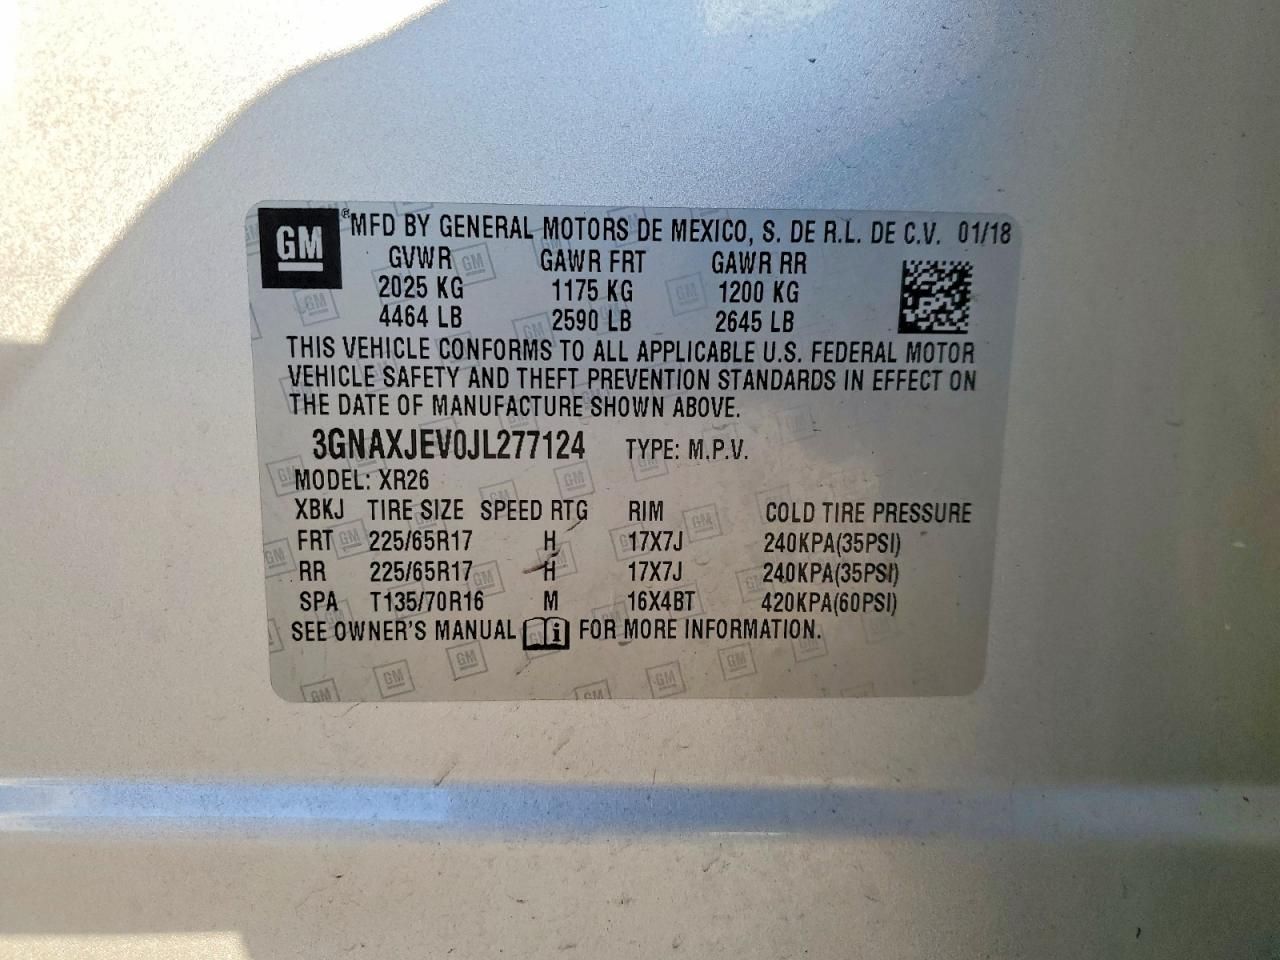 GM® MFD BY GENERAL MOTORS DE MEXICO, S. DE R.L. DE C.V. 01/18
GVWR GAWR FRT GAWR RR
2025 KG 1175 KG 1200 KG
4464 LB 2590 LB 2645 LB
THIS VEHICLE CONFORMS TO ALL APPLICABLE U.S. FEDERAL MOTOR
VEHICLE SAFETY AND THEFT PREVENTION STANDARDS IN EFFECT ON
THE DATE OF MANUFACTURE SHOWN ABOVE.
3GNAXJEV0JL277124 TYPE: M.P.V.
MODEL: XR26
XBKJ TIRE SIZE SPEED RTG RIM COLD TIRE PRESSURE
FRT 225/65R17 H 17X7J 240KPA(35PSI)
RR 225/65R17 H 17X7J 240KPA(35PSI)
SPA T135/70R16 M 16X4BT 420KPA(60PSI)
SEE OWNER'S MANUAL i FOR MORE INFORMATION.